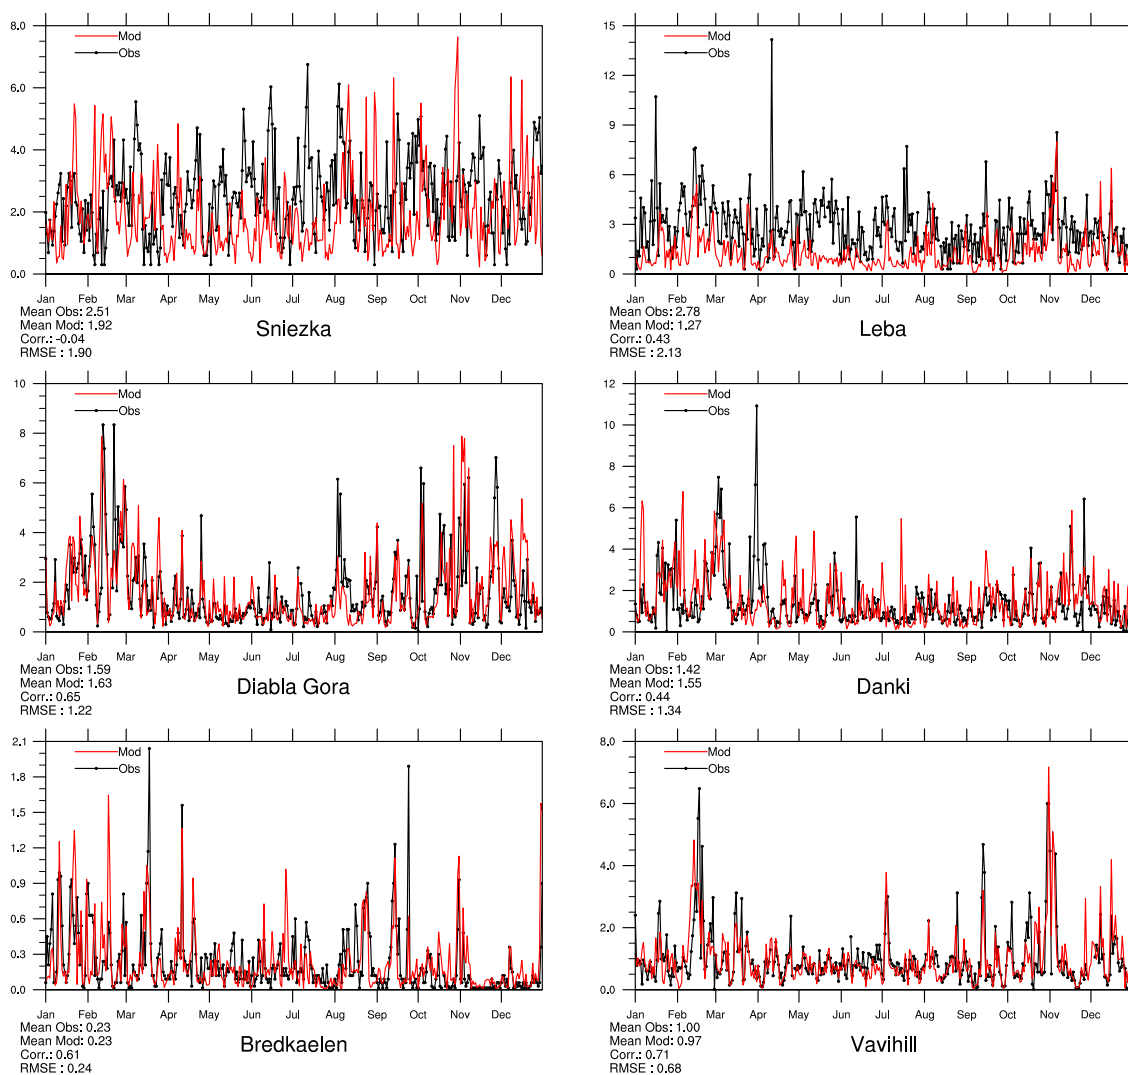 8.0
6.0
4.0
2.0
0.0
Mod
Obs
Jan Feb Mar Apr May Jun Jul Aug Sep Oct Nov Dec
Mean Obs: 2.51
Mean Mod: 1.92
Corr.: -0.04
RMSE : 1.90
Sniezka
15
12
9
6
3
0
Mod
Obs
Jan Feb Mar Apr May Jun Jul Aug Sep Oct Nov Dec
Mean Obs: 2.78
Mean Mod: 1.27
Corr.: 0.43
RMSE : 2.13
Leba
10
8
6
4
2
0
Mod
Obs
Jan Feb Mar Apr May Jun Jul Aug Sep Oct Nov Dec
Mean Obs: 1.59
Mean Mod: 1.63
Corr.: 0.65
RMSE : 1.22
Diabla Gora
12
10
8
6
4
2
0
Mod
Obs
Jan Feb Mar Apr May Jun Jul Aug Sep Oct Nov Dec
Mean Obs: 1.42
Mean Mod: 1.55
Corr.: 0.44
RMSE : 1.34
Danki
2.1
1.8
1.5
1.2
0.9
0.6
0.3
0.0
Mod
Obs
Jan Feb Mar Apr May Jun Jul Aug Sep Oct Nov Dec
Mean Obs: 0.23
Mean Mod: 0.23
Corr.: 0.61
RMSE : 0.24
Bredkaelen
8.0
6.0
4.0
2.0
0.0
Mod
Obs
Jan Feb Mar Apr May Jun Jul Aug Sep Oct Nov Dec
Mean Obs: 1.00
Mean Mod: 0.97
Corr.: 0.71
RMSE : 0.68
Vavihill